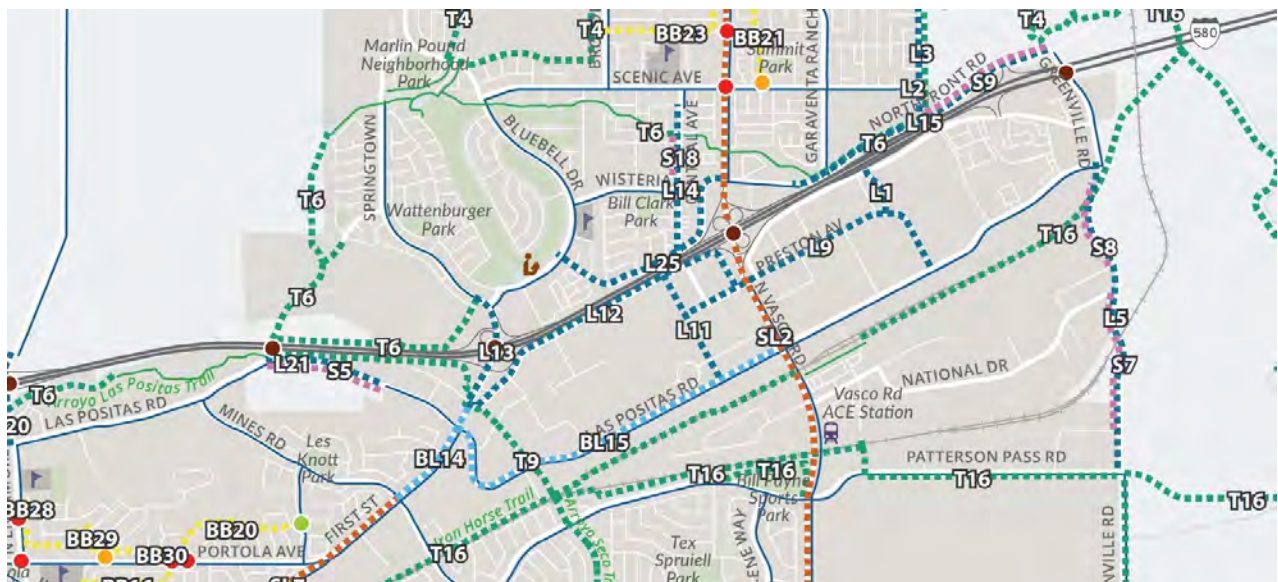 T4
T4
BB23
BB21
T4
T16
580
Marlin Pound
Neighborhood
Park
Summit
Park
SCENIC AVE
L3
L2
NORTHFRONT RD
S9
L15
GREENVILLE RD
GARAVENTA RANCH
SPRINGTOWN
BLUEBELL DR
T6
S18
T6
L14
WISTERIA
Bill Clark
Park
L1
T6
Wattenburger
Park
PRESTON AV
L9
T16
S8
L25
T6
L12
L11
N VASCO RD
SL2
L5
T6
L13
L21
S5
S7
T6
Arroyo Las Positas Trail
LAS POSITAS RD
NATIONAL DR
Vasco Rd
ACE Station
LAS POSITAS RD
20
MINES RD
Les
Knott
Park
BL14
T9
BL15
T16
T16
PATTERSON PASS RD
T16
T16
Bill Payne
Sports
Park
BB28
BB20
FIRST ST
Iron Horse Trail
BB29
BB30
PORTOLA AVE
T16
Tex
Spruiell
Park